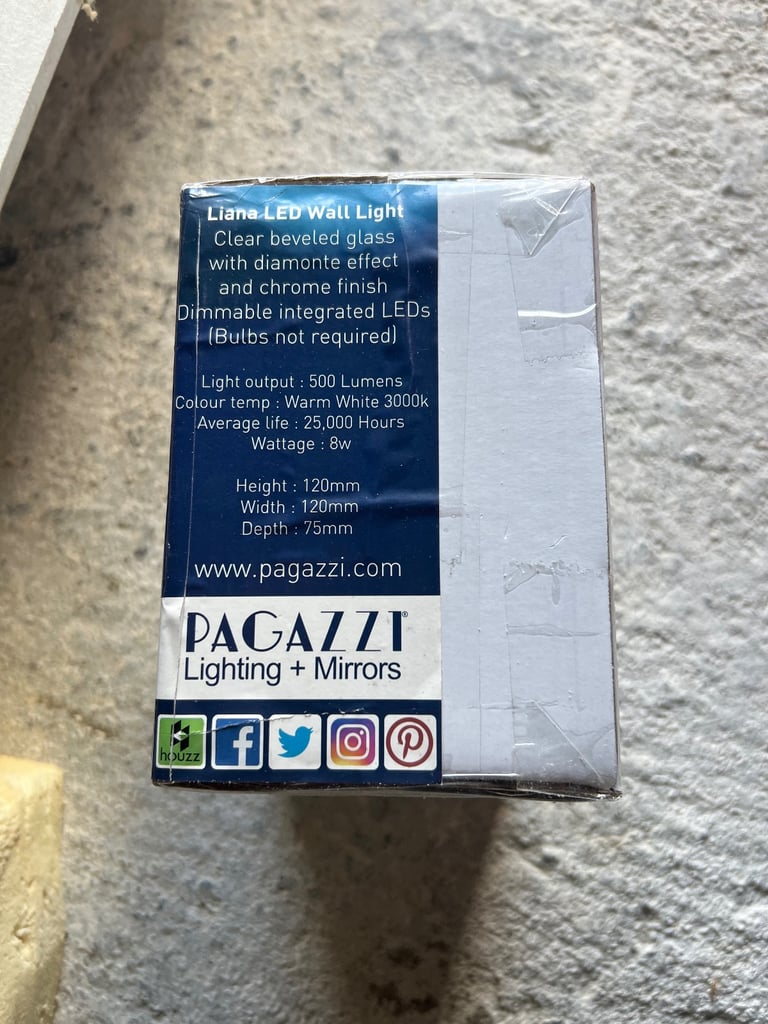 Liana LED Wall Light
Clear beveled glass
with diamonte effect
and chrome finish
Dimmable integrated LEDs
(Bulbs not required)
Light output : 500 Lumens
Colour temp : Warm White 3000k
Average life : 25,000 Hours
Wattage : 8w
Height : 120mm
Width : 120mm
Depth : 75mm
www.pagazzi.com
PAGAZZI®
Lighting + Mirrors
houzz